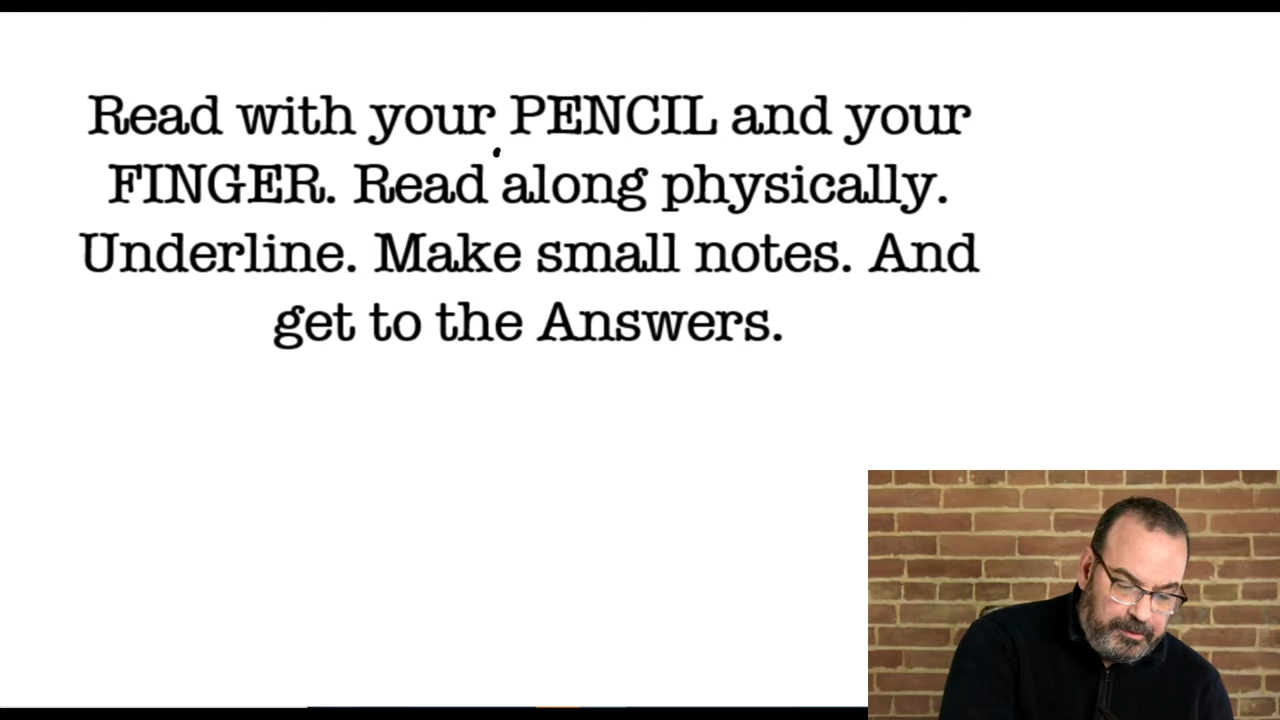 Read with your PENCIL and your
FINGER. Read along physically.
Underline. Make small notes. And
get to the Answers.